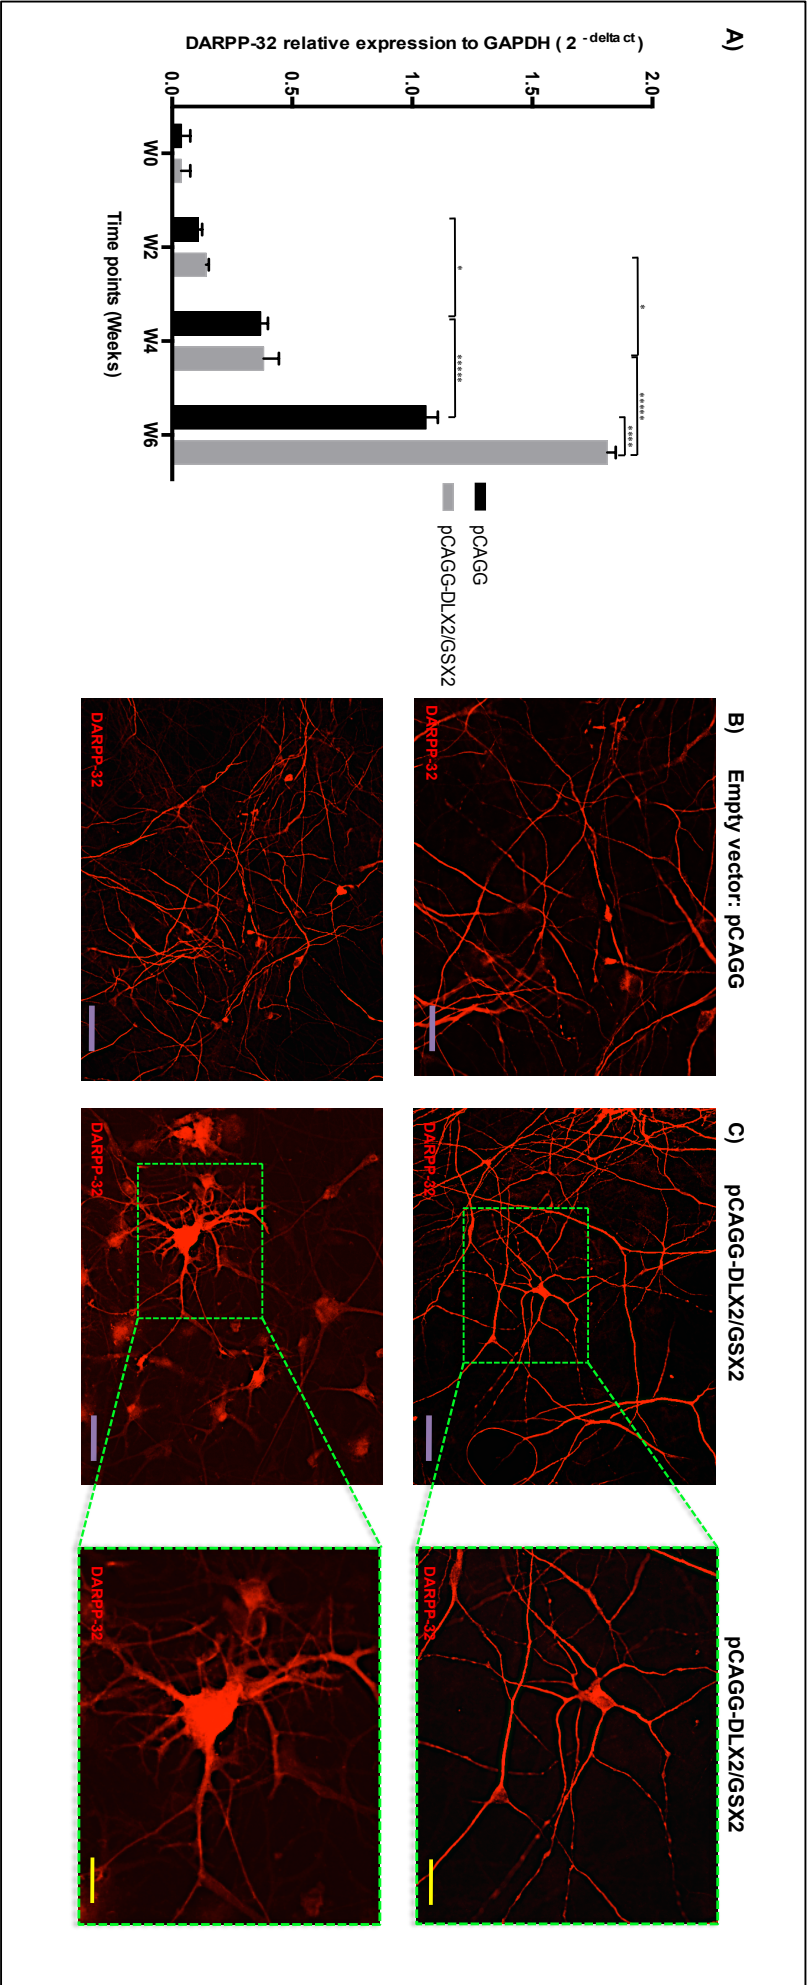 A)
DARPP-32 relative expression to GAPDH ( 2 -delta ct )
2.0
1.5
1.0
0.5
0.0
W0
W2
W4
W6
Time points (Weeks)
*
*****
*
*****
****
pCAGG
pCAGG-DLX2/GSX2
B) Empty vector: pCAGG
DARPP-32
DARPP-32
C) pCAGG-DLX2/GSX2
DARPP-32
DARPP-32
pCAGG-DLX2/GSX2
DARPP-32
DARPP-32